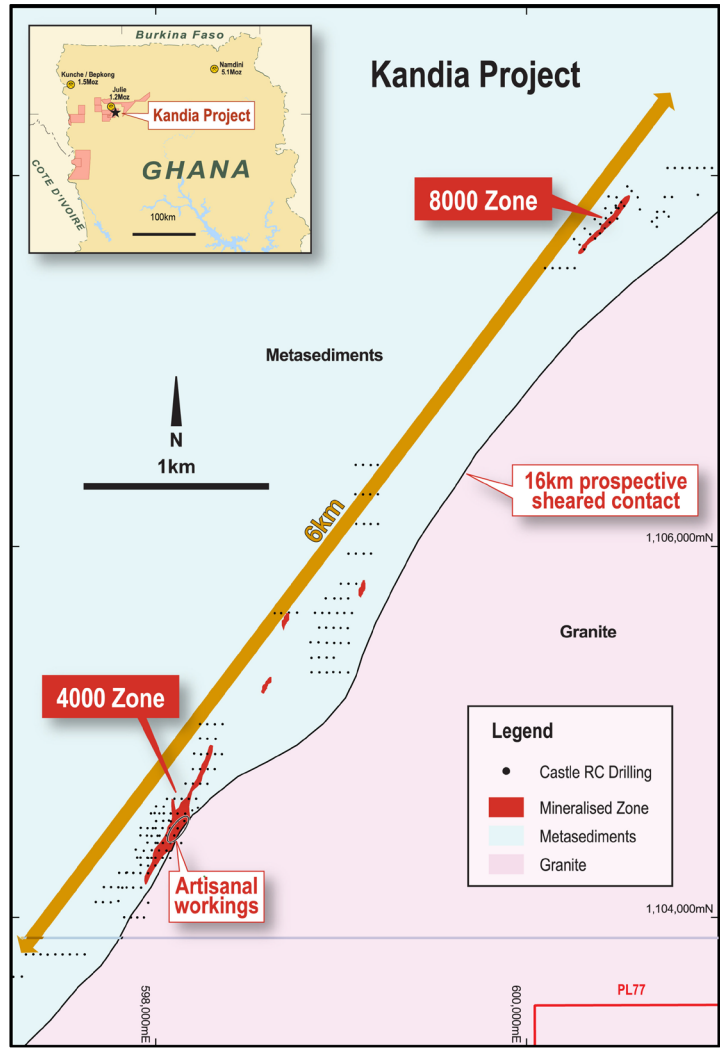 Burkina Faso
Kandia Project
Namdini
5.1Moz
Kunche / Bepkong
1.5Moz
Julie
1.2Moz
Kandia Project
GHANA
COTE D'IVOIRE
100km
8000 Zone
Metasediments
N
1km
16km prospective
sheared contact
6km
1,106,000mN
Granite
4000 Zone
Legend
Castle RC Drilling
Mineralised Zone
Metasediments
Granite
Artisanal
workings
1,104,000mN
598,000mE
600,000mE
PL77